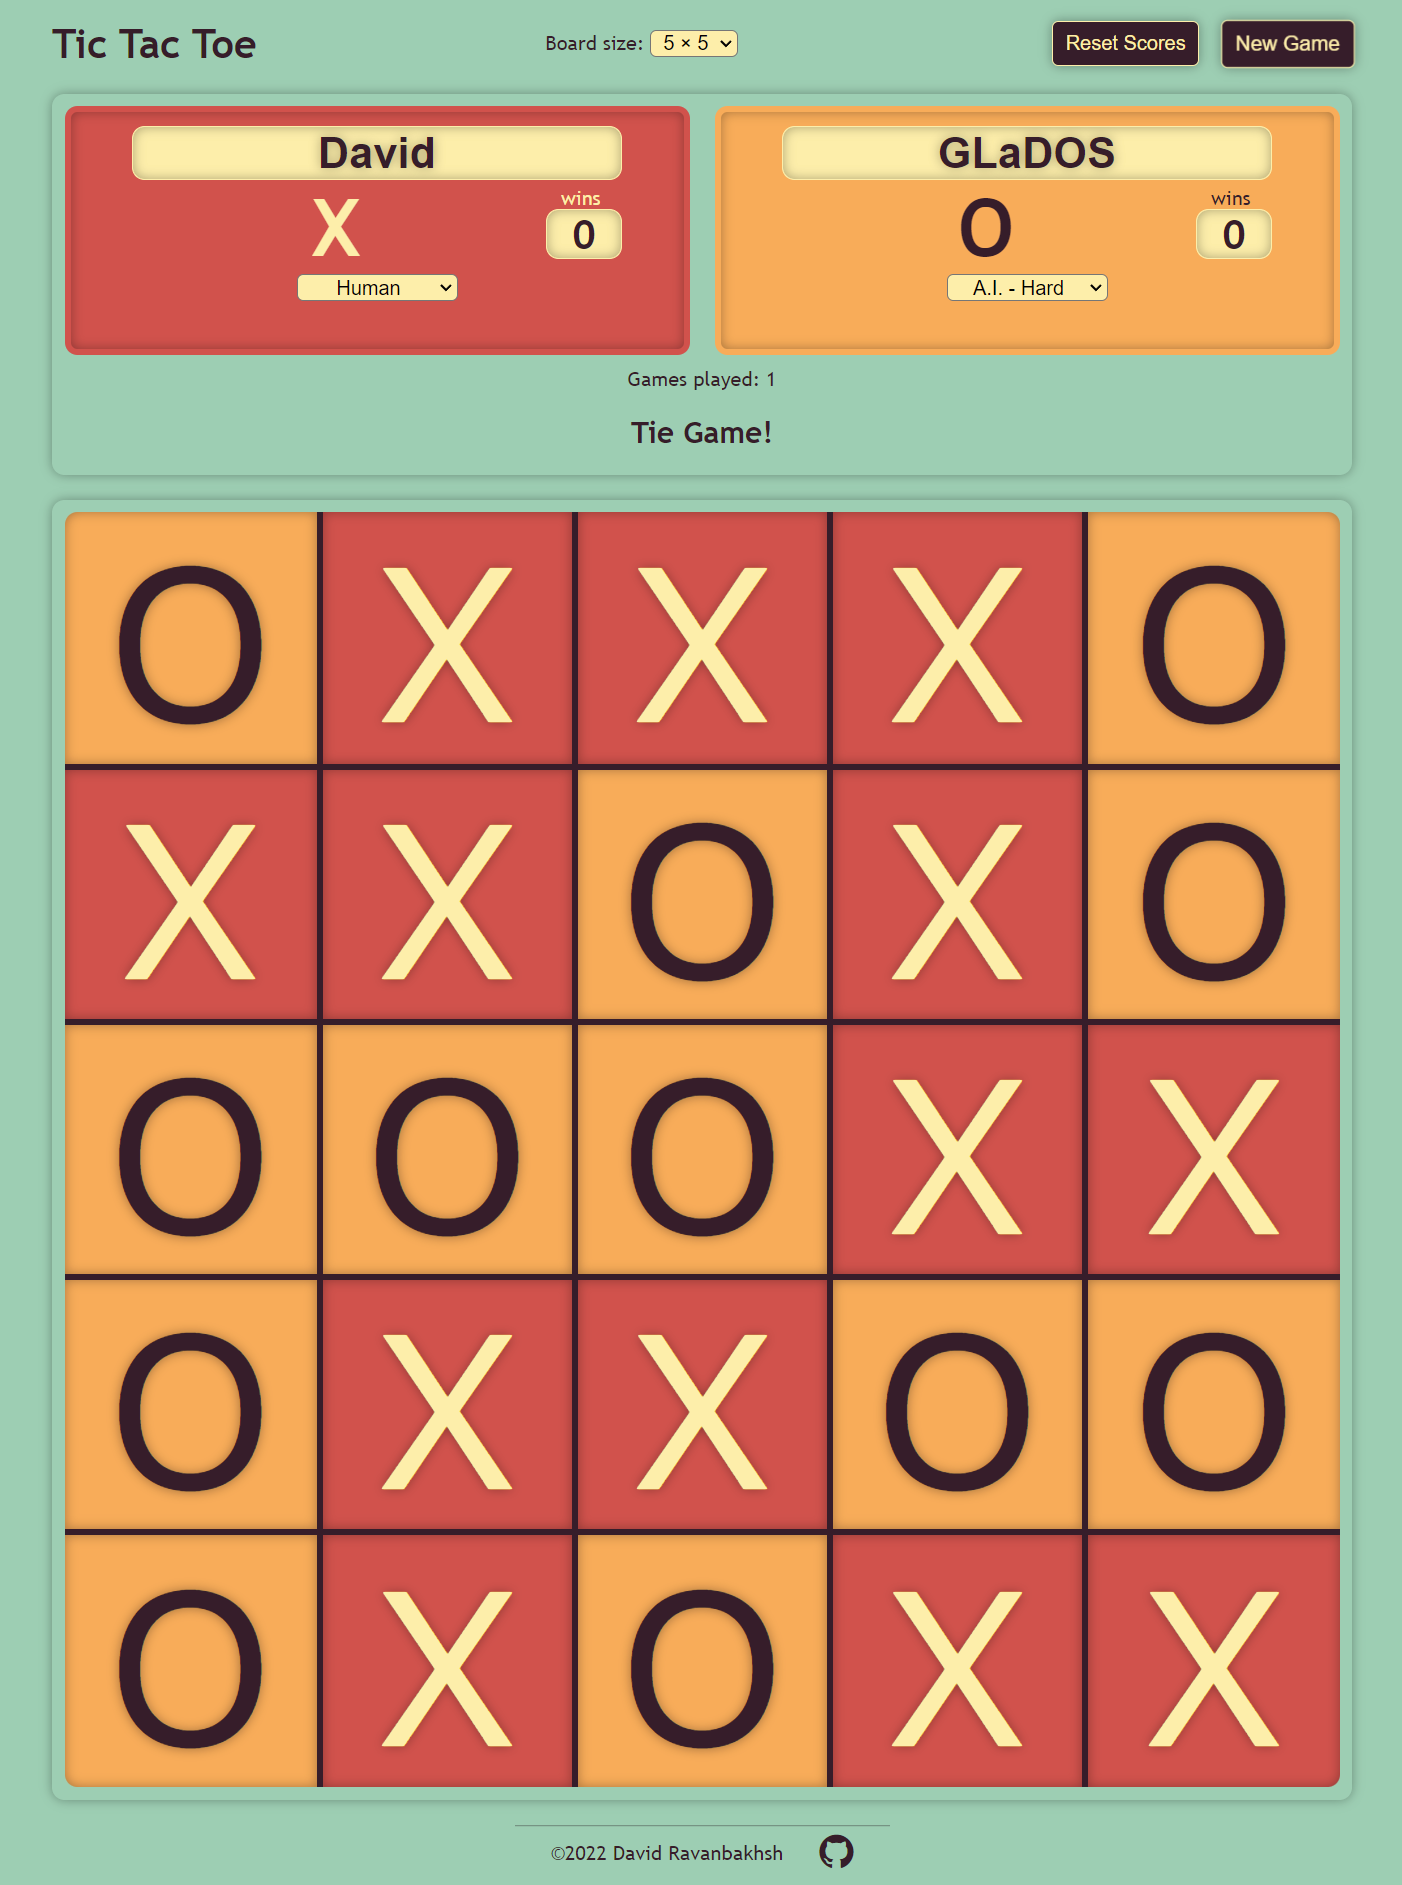 Tic Tac Toe Board size: 5 × 5 Reset Scores New Game
David GLaDOS
X wins 0 O wins 0
Human A.I. - Hard
Games played: 1
Tie Game!
O X X X O
X X O X O
O O O X X
O X X O O
O X O X X
©2022 David Ravanbakhsh